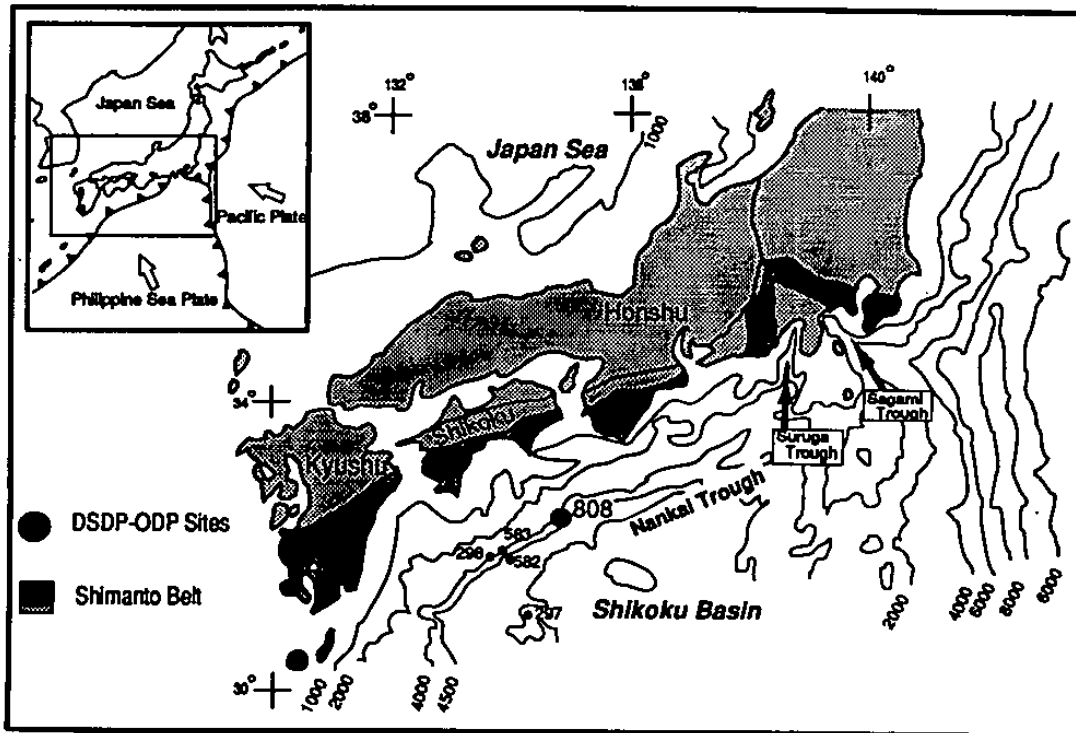 Japan Sea
Pacific Plate
Philippine Sea Plate
132°
136°
140°
38°
1000
Japan Sea
Honshu
34°
Shikoku
Kyushu
Sagami
Trough
Suruga
Trough
Nankai Trough
808
583
298
582
297
DSDP-ODP Sites
Shimanto Belt
Shikoku Basin
30°
1000
2000
4000
4500
2000
4000
6000
8000
6000